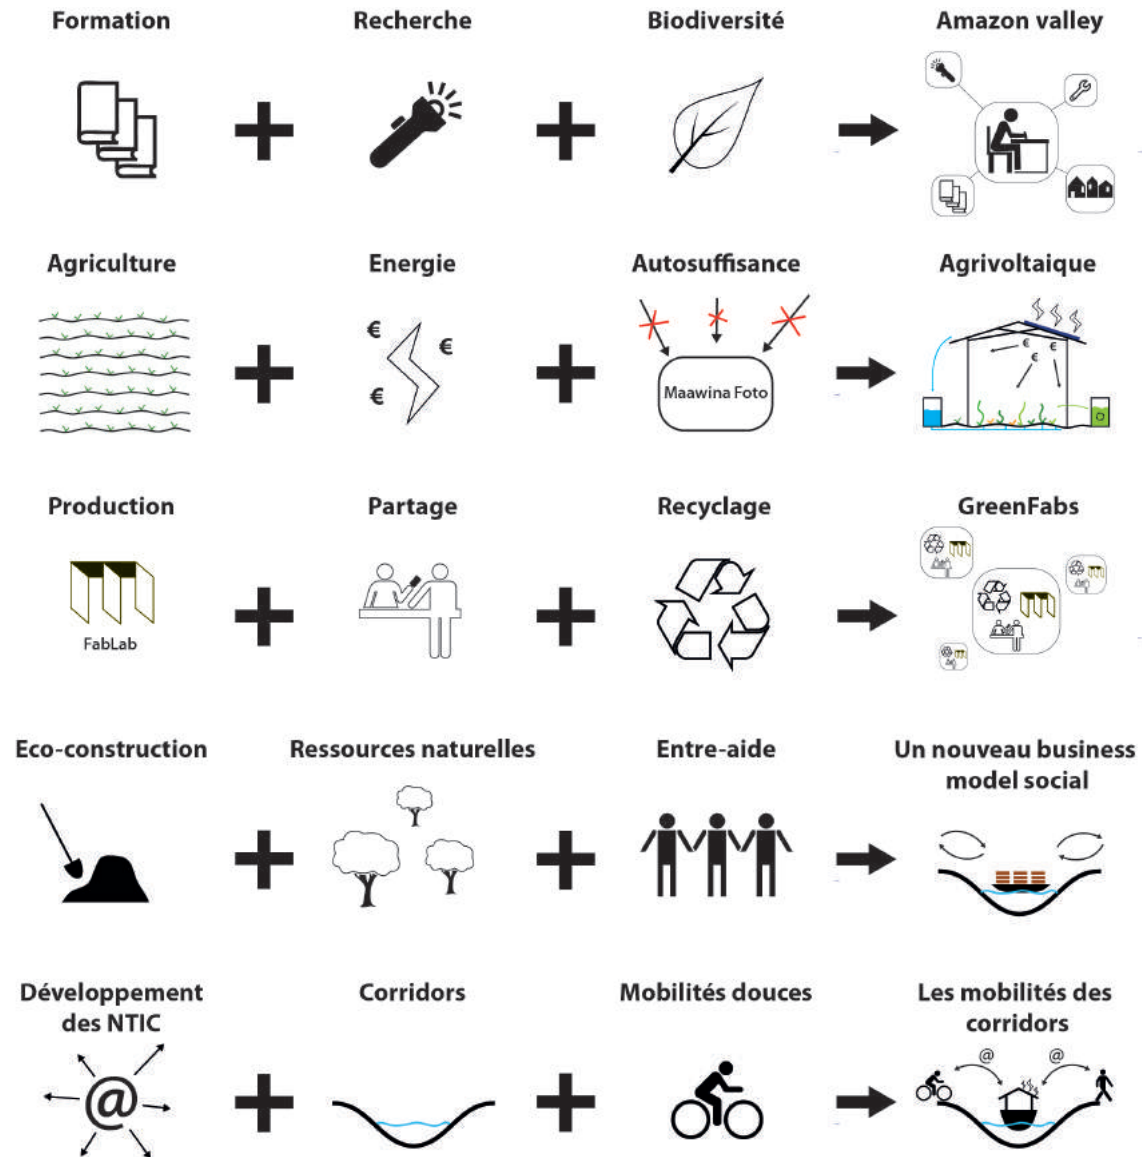 Formation
Recherche
Biodiversité
Amazon valley
Agriculture
Energie
Autosuffisance
Agrivoltaique
€
€
€
Maawina Foto
€
€
€
Production
Partage
Recyclage
GreenFabs
FabLab
Eco-construction
Ressources naturelles
Entre-aide
Un nouveau business
model social
Développement
des NTIC
Corridors
Mobilités douces
Les mobilités des
corridors
@
@
@